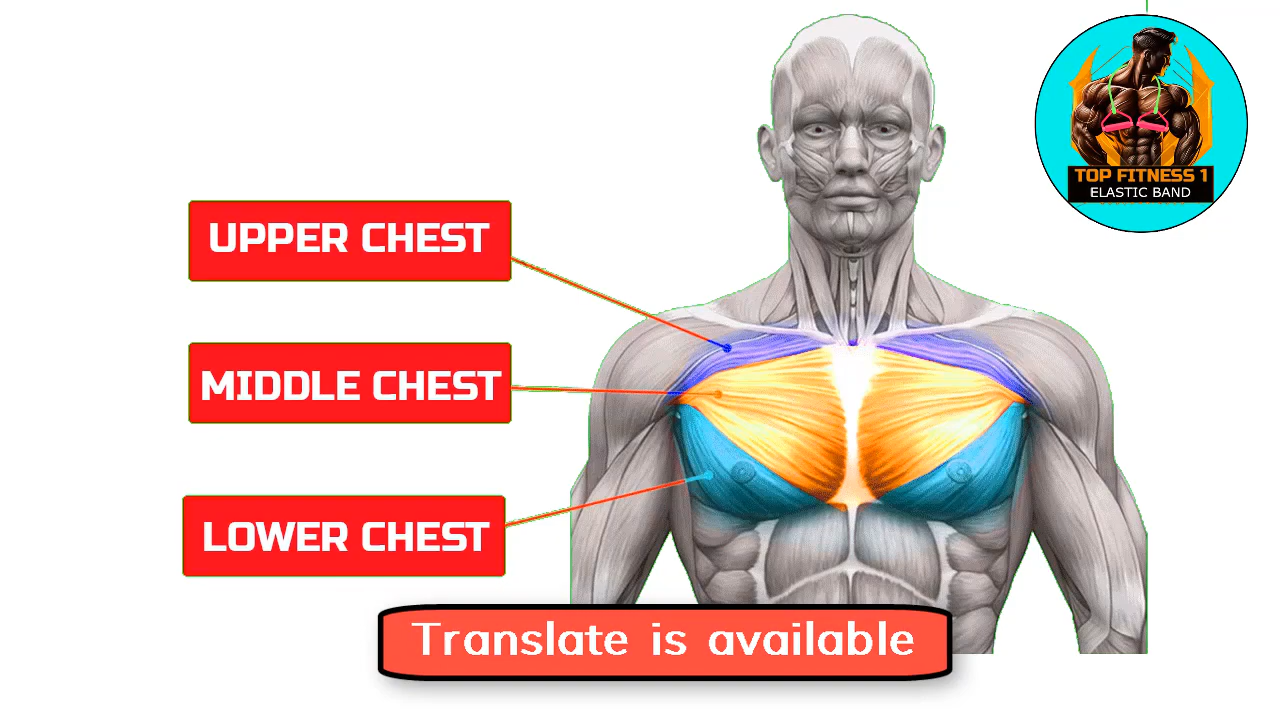 TOP FITNESS 1
ELASTIC BAND
UPPER CHEST
MIDDLE CHEST
LOWER CHEST
Translate is available